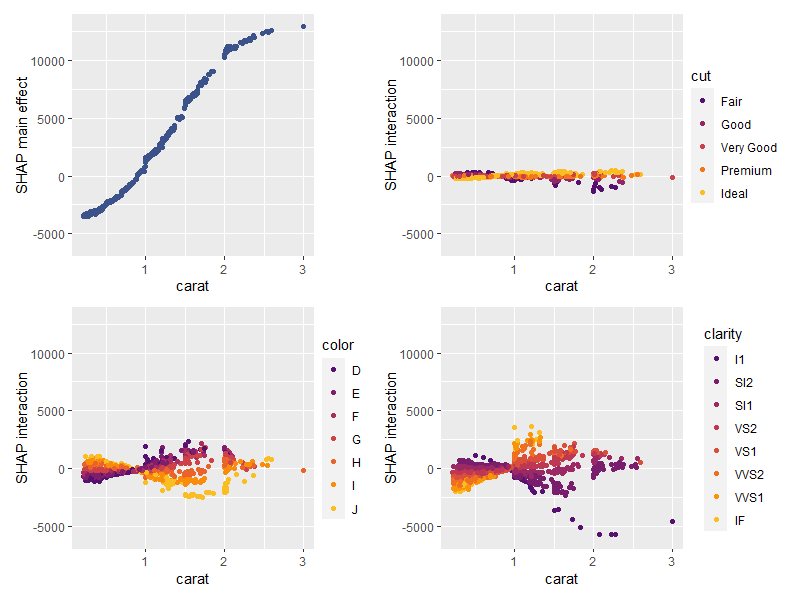 SHAP main effect
10000
5000
0
-5000
1
2
3
carat
SHAP interaction
10000
5000
0
-5000
1
2
3
carat
cut
Fair
Good
Very Good
Premium
Ideal
SHAP interaction
10000
5000
0
-5000
1
2
3
carat
color
D
E
F
G
H
I
J
SHAP interaction
10000
5000
0
-5000
1
2
3
carat
clarity
I1
SI2
SI1
VS2
VS1
VVS2
VVS1
IF